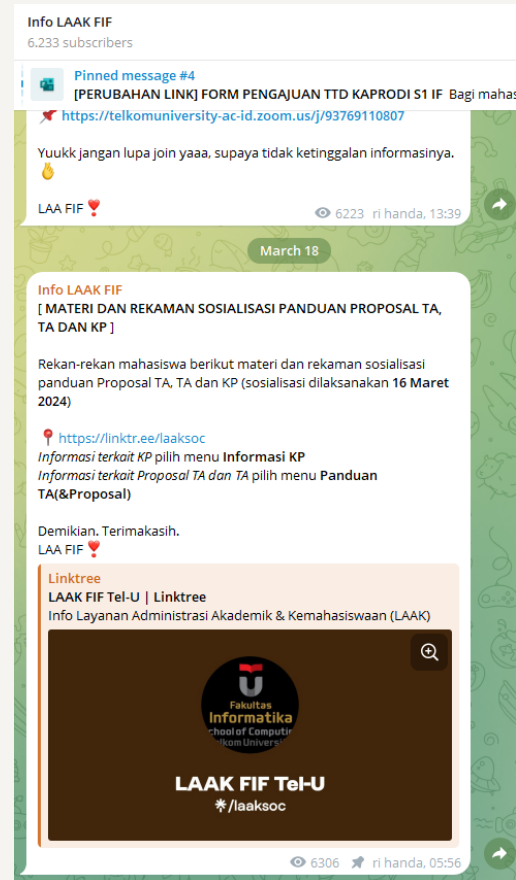 Info LAAK FIF
6.233 subscribers
Pinned message #4
[PERUBAHAN LINK] FORM PENGAJUAN TTD KAPRODI S1 IF Bagi mahas
https://telkomuniversity-ac-id.zoom.us/j/93769110807
Yuukk jangan lupa join yaaa, supaya tidak ketinggalan informasinya.
LAA FIF
6223 ri handa, 13:39
March 18
Info LAAK FIF
[ MATERI DAN REKAMAN SOSIALISASI PANDUAN PROPOSAL TA,
TA DAN KP ]
Rekan-rekan mahasiswa berikut materi dan rekaman sosialisasi
panduan Proposal TA, TA dan KP (sosialisasi dilaksanakan 16 Maret
2024)
https://linktr.ee/laaksoc
Informasi terkait KP pilih menu Informasi KP
Informasi terkait Proposal TA dan TA pilih menu Panduan
TA(&Proposal)
Demikian. Terimakasih.
LAA FIF
Linktree
LAAK FIF Tel-U | Linktree
Info Layanan Administrasi Akademik & Kemahasiswaan (LAAK)
Fakultas
Informatika
chool of Computin
lkom Universi
LAAK FIF Tel-U
/laaksoc
6306 ri handa, 05:56